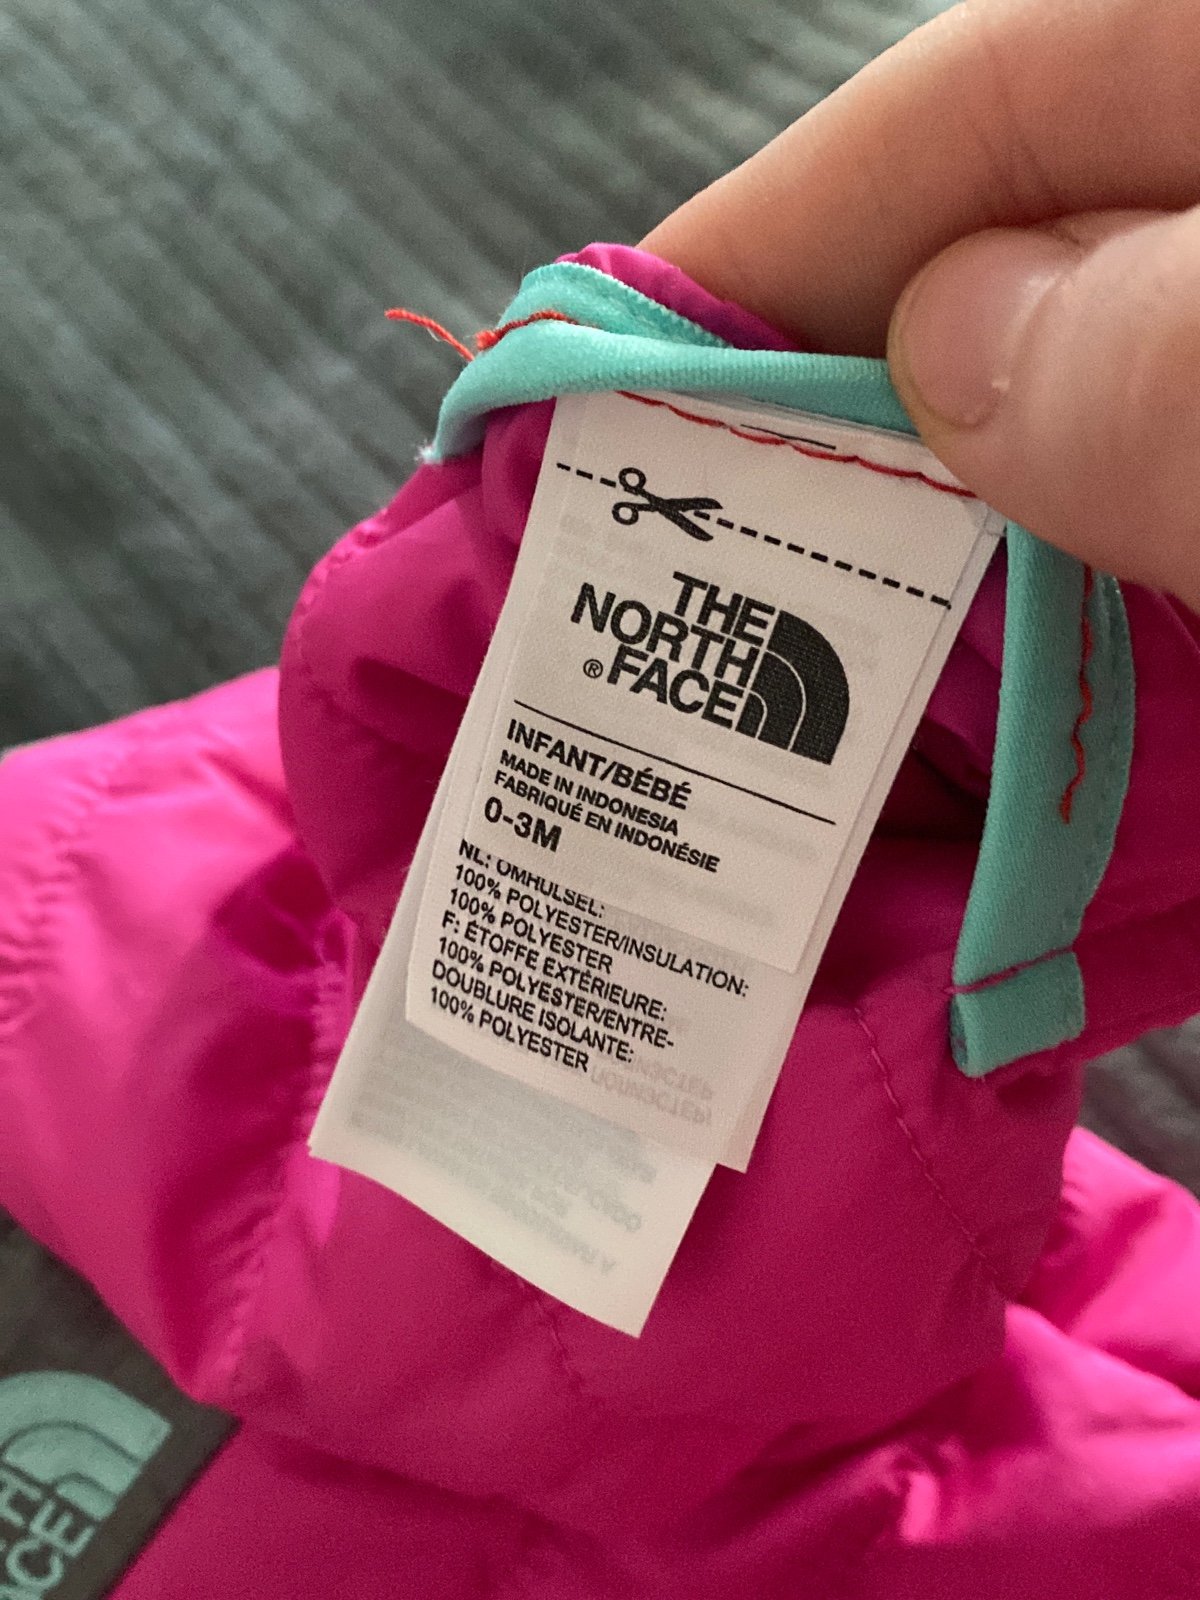 THE
NORTH
® FACE
INFANT/BÉBÉ
MADE IN INDONESIA
FABRIQUÉ EN INDONÉSIE
0-3M
NL: OMHULSEL:
100% POLYESTER/INSULATION:
100% POLYESTER
F: ÉTOFFE EXTÉRIEURE:
100% POLYESTER/ENTRE-
DOUBLURE ISOLANTE:
100% POLYESTER